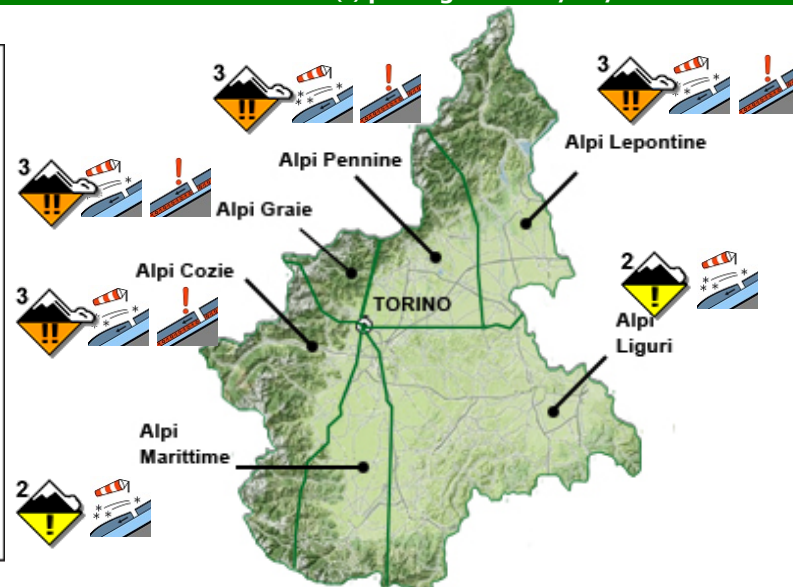 3
3
Alpi Lepontine
Alpi Pennine
3
Alpi Graie
2
Alpi Cozie
3
TORINO
Alpi
Liguri
Alpi
Marittime
2